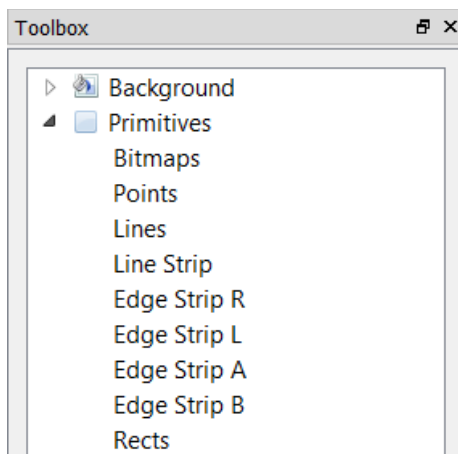 Toolbox
Background
Primitives
Bitmaps
Points
Lines
Line Strip
Edge Strip R
Edge Strip L
Edge Strip A
Edge Strip B
Rects